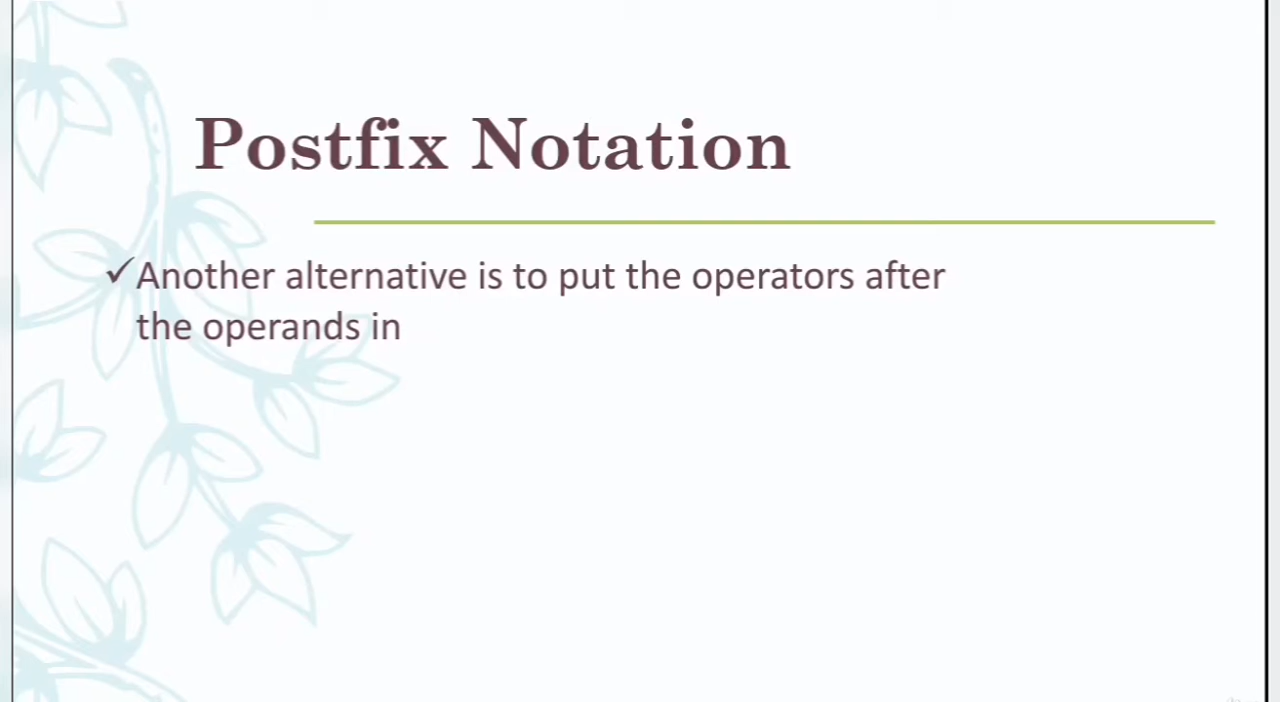 Postfix Notation
✓Another alternative is to put the operators after
the operands in